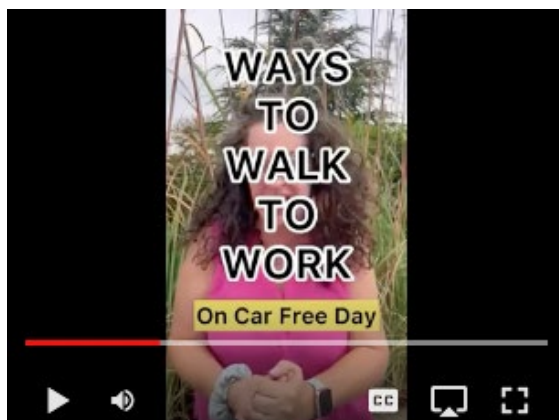 WAYS
TO
WALK
TO
WORK
On Car Free Day
CC